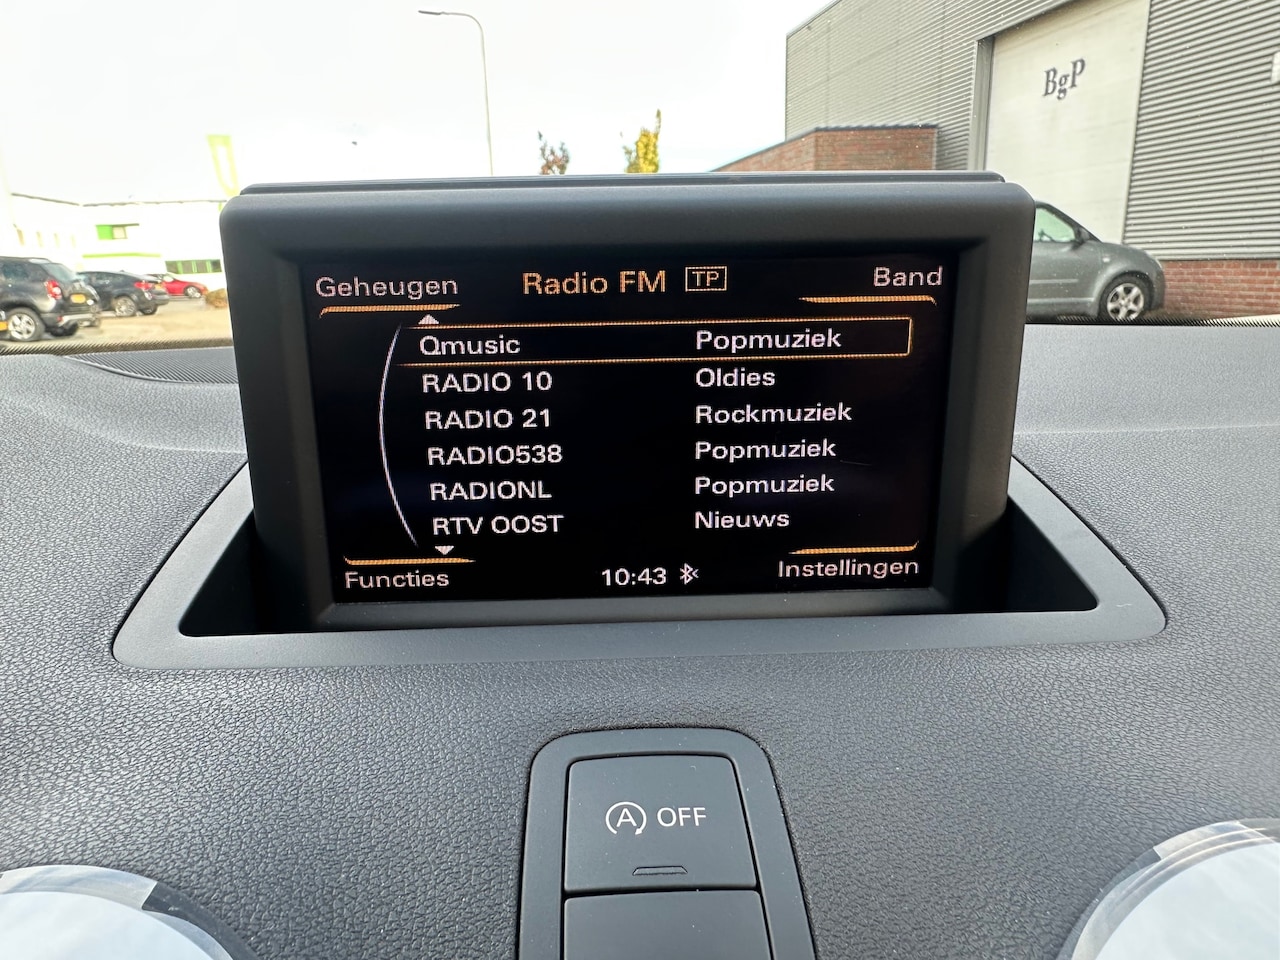 BgP
Geheugen Radio FM TP Band
Qmusic Popmuziek
RADIO 10 Oldies
RADIO 21 Rockmuziek
RADIO538 Popmuziek
RADIONL Popmuziek
RTV OOST Nieuws
Functies 10:43 Instellingen
A OFF